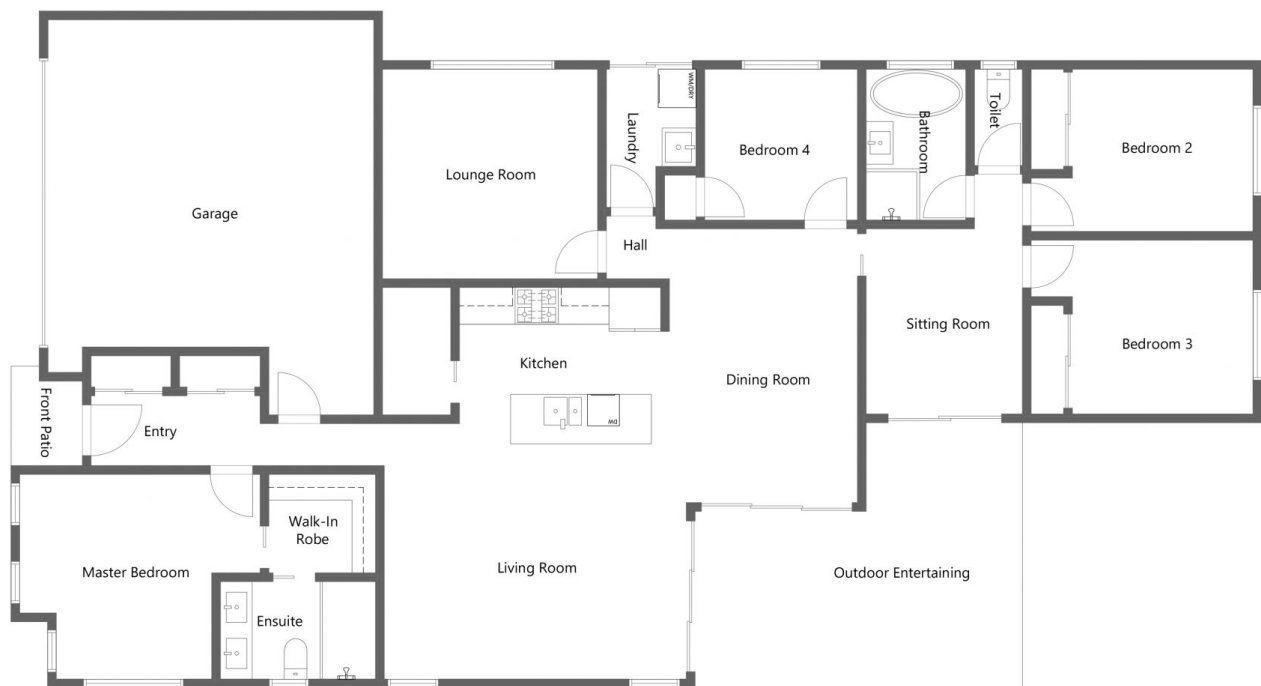 WM/DRY
Laundry
Bedroom 4
Bathroom
Toilet
Bedroom 2
Lounge Room
Garage
Hall
Sitting Room
Bedroom 3
Kitchen
Dining Room
Front Patio
Entry
DW
Walk-In
Robe
Master Bedroom
Living Room
Outdoor Entertaining
Ensuite